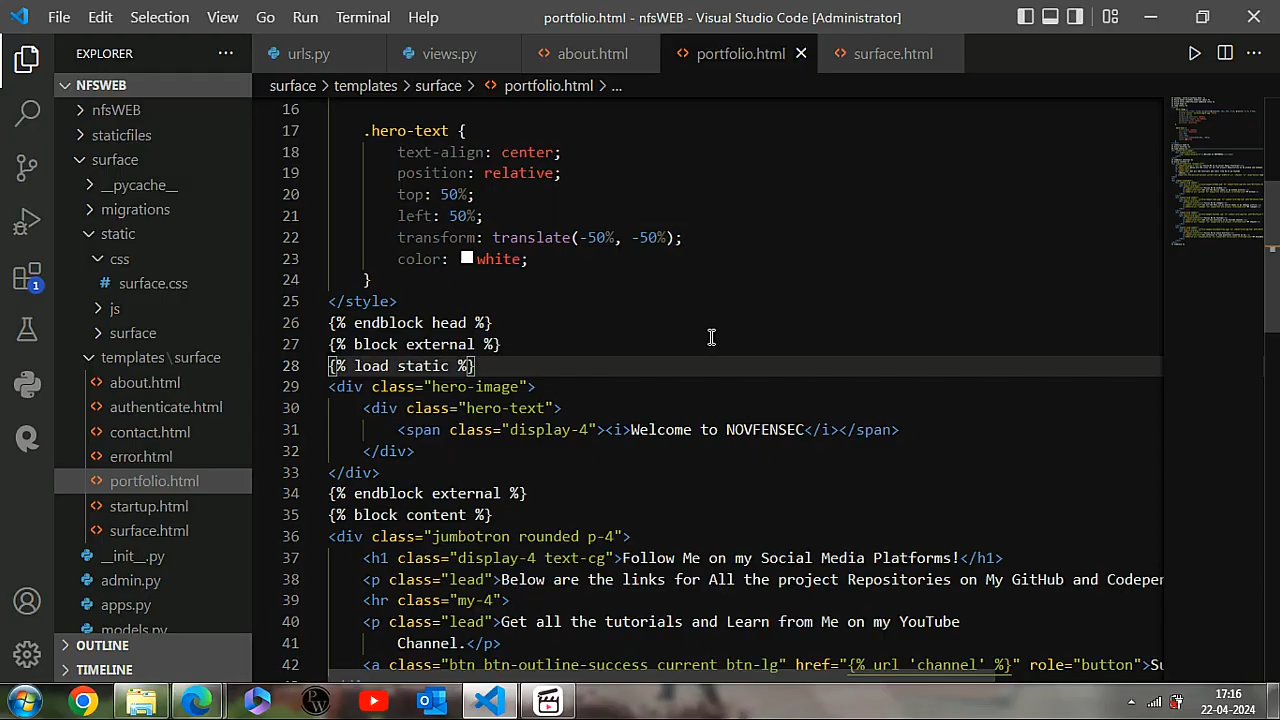 File Edit Selection View Go Run Terminal Help portfolio.html - nfsWEB - Visual Studio Code [Administrator]
EXPLORER ... urls.py views.py about.html portfolio.html surface.html
NFSWEB surface > templates > surface > portfolio.html > ...
nfsWEB
staticfiles
surface
__pycache__
migrations
static
css
surface.css
js
surface
templates\surface
about.html
authenticate.html
contact.html
error.html
portfolio.html
startup.html
surface.html
__init__.py
admin.py
apps.py
models.py
OUTLINE
TIMELINE
1
16
17 .hero-text {
18 text-align: center;
19 position: relative;
20 top: 50%;
21 left: 50%;
22 transform: translate(-50%, -50%);
23 color: white;
24 }
25 </style>
26 {% endblock head %}
27 {% block external %}
28 {% load static %}
29 <div class="hero-image">
30 <div class="hero-text">
31 <span class="display-4"><i>Welcome to NOVFENSEC</i></span>
32 </div>
33 </div>
34 {% endblock external %}
35 {% block content %}
36 <div class="jumbotron rounded p-4">
37 <h1 class="display-4 text-cg">Follow Me on my Social Media Platforms!</h1>
38 <p class="lead">Below are the links for All the project Repositories on My GitHub and Codepen
39 <hr class="my-4">
40 <p class="lead">Get all the tutorials and Learn from Me on my YouTube
41 Channel.</p>
42 <a class="btn btn-outline-success current btn-lg" href="{% url 'channel' %}" role="button">Su
17:16
22-04-2024